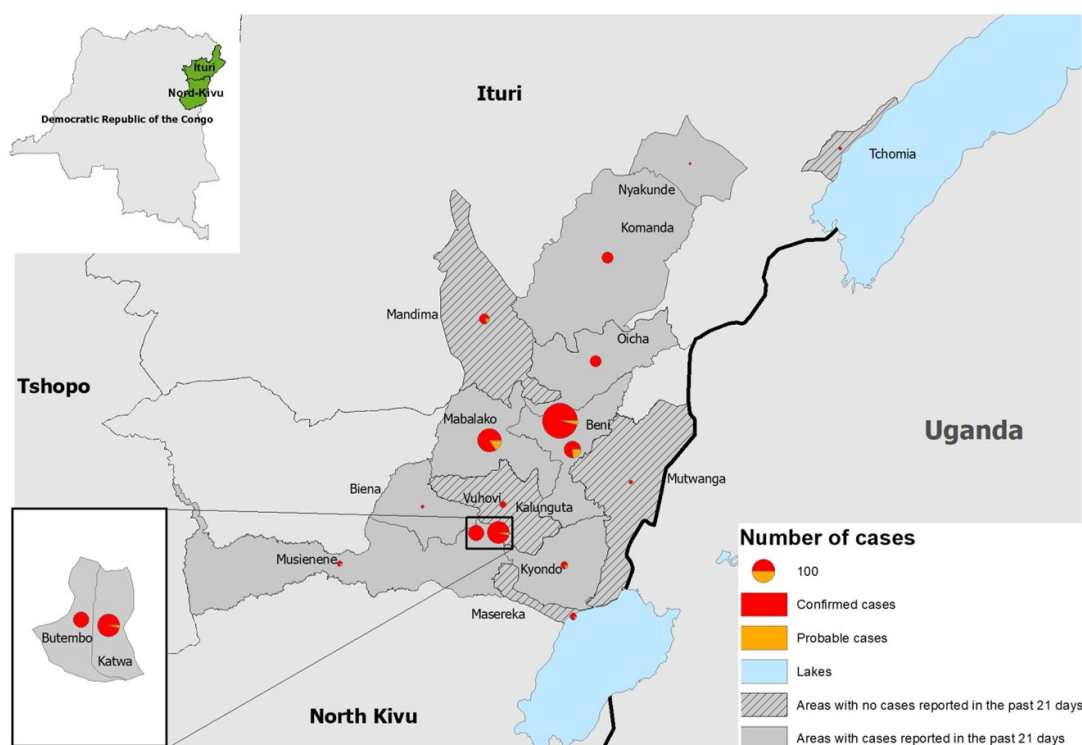 Ituri
Nord-Kivu
Democratic Republic of the Congo
Ituri
Tchomia
Nyakunde
Komanda
Mandima
Oicha
Tshopo
Mabalako
Beni
Uganda
Mutwanga
Biena
Vuhovi
Kalunguta
Musienene
Kyondo
Masereka
Butembo
Katwa
North Kivu
Number of cases
100
Confirmed cases
Probable cases
Lakes
Areas with no cases reported in the past 21 days
Areas with cases reported in the past 21 days